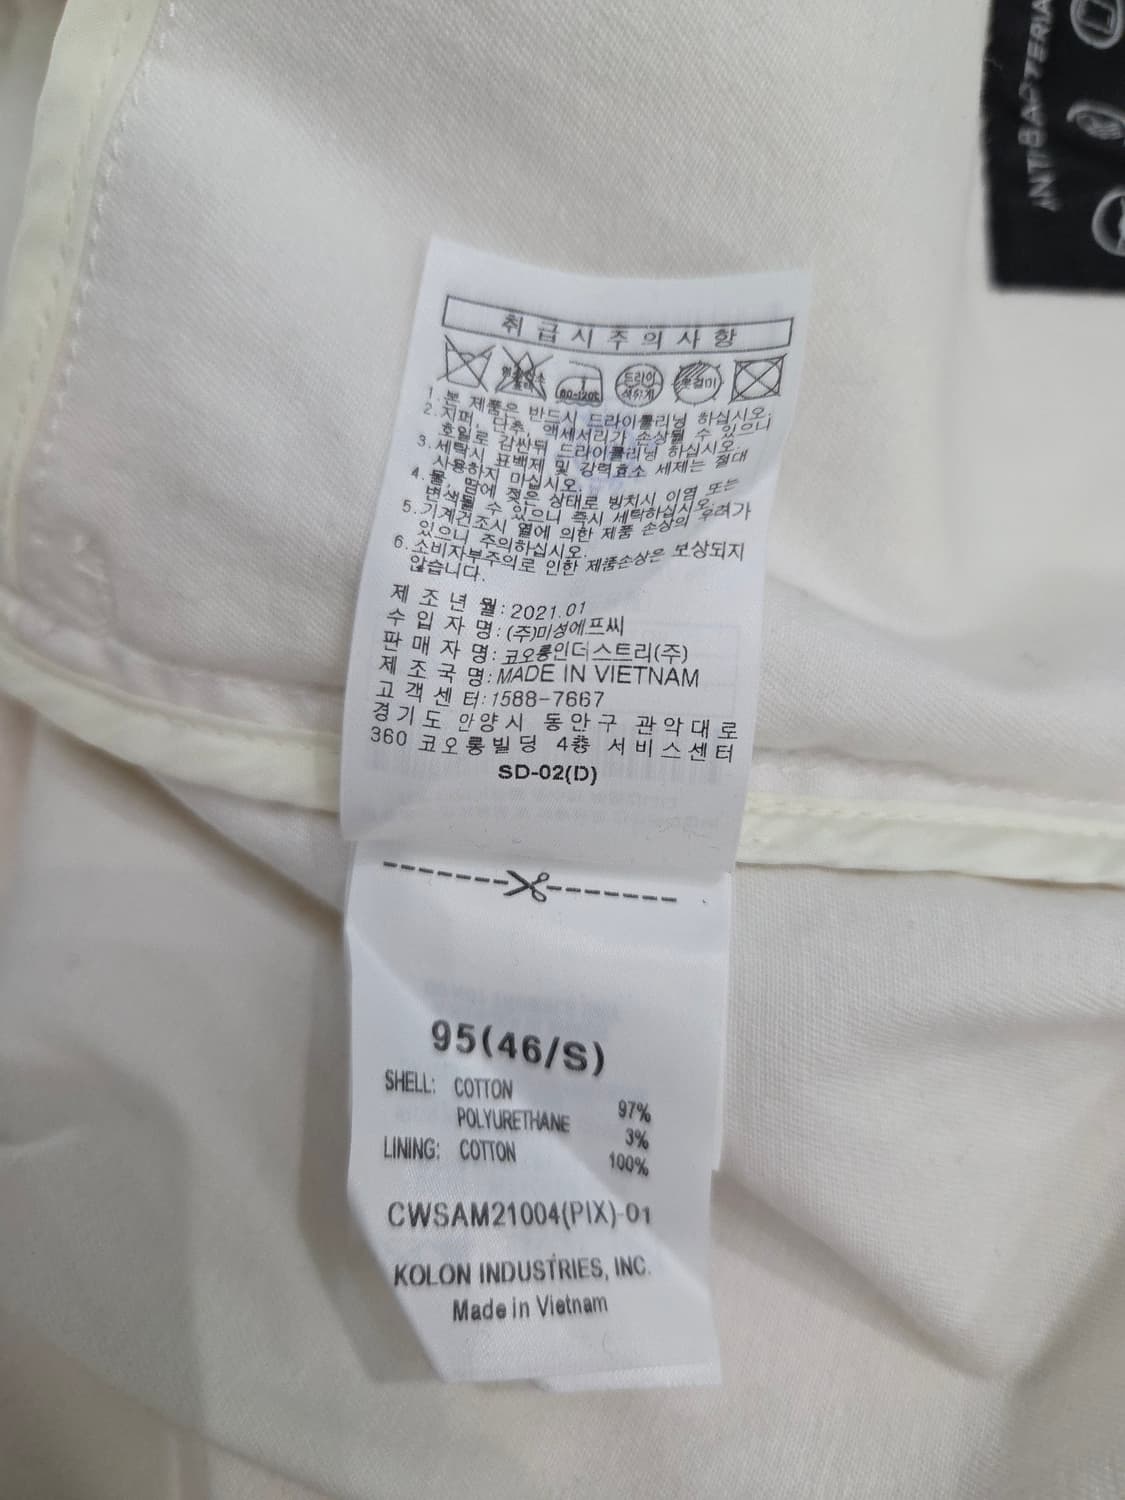 ANTIBACTERIA
취급시주의사항
80~120℃
드라이
석유계
옷걸이
1.본 제품은 반드시 드라이클리닝 하십시오.
2.지퍼, 단추, 액세서리가 손상될 수 있으니
호일로 감싼뒤 드라이클리닝 하십시오.
3.세탁시 표백제 및 강력효소 세제는 절대
사용하지 마십시오.
4.물, 땀에 젖은 상태로 방치시 이염 또는
변색될 수 있으니 즉시 세탁하십시오.
5.기계건조시 열에 의한 제품 손상의 우려가
있으니 주의하십시오.
6.소비자부주의로 인한 제품손상은 보상되지
않습니다.
제조년월:2021.01
수입자명:(주)미성에프씨
판매자명:코오롱인더스트리(주)
제조국명:MADE IN VIETNAM
고객센터:1588-7667
경기도 안양시 동안구 관악대로
360 코오롱빌딩 4층 서비스센터
SD-02(D)
95(46/S)
SHELL: COTTON 97%
POLYURETHANE 3%
LINING: COTTON 100%
CWSAM21004(PIX)-01
KOLON INDUSTRIES, INC.
Made in Vietnam